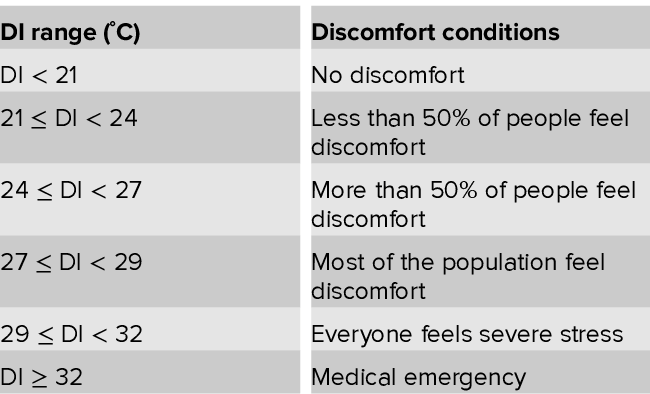 DI range (˚C) Discomfort conditions
DI < 21 No discomfort
21 ≤ DI < 24 Less than 50% of people feel
discomfort
24 ≤ DI < 27 More than 50% of people feel
discomfort
27 ≤ DI < 29 Most of the population feel
discomfort
29 ≤ DI < 32 Everyone feels severe stress
DI ≥ 32 Medical emergency